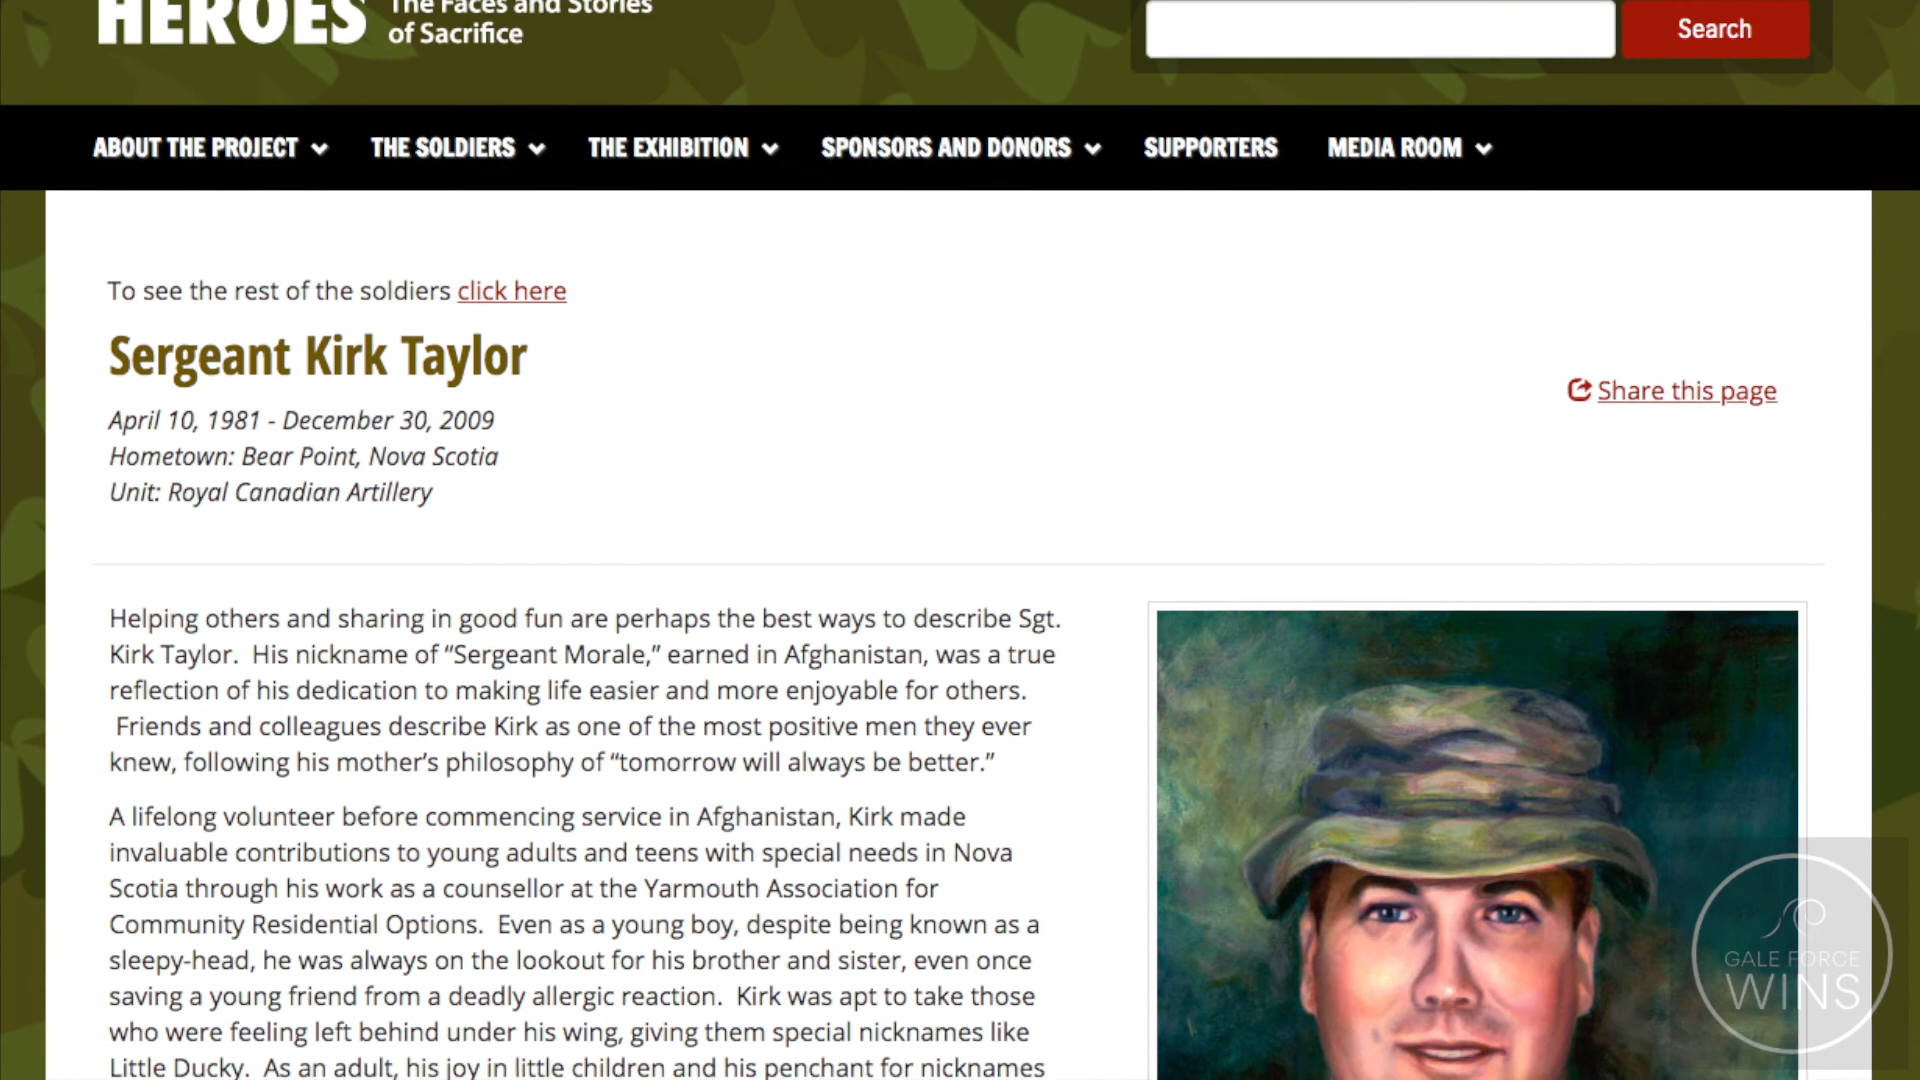 HEROES The Faces and Stories
of Sacrifice
Search
ABOUT THE PROJECT THE SOLDIERS THE EXHIBITION SPONSORS AND DONORS SUPPORTERS MEDIA ROOM
To see the rest of the soldiers click here
Sergeant Kirk Taylor
April 10, 1981 - December 30, 2009
Hometown: Bear Point, Nova Scotia
Unit: Royal Canadian Artillery
Share this page
Helping others and sharing in good fun are perhaps the best ways to describe Sgt.
Kirk Taylor. His nickname of “Sergeant Morale,” earned in Afghanistan, was a true
reflection of his dedication to making life easier and more enjoyable for others.
Friends and colleagues describe Kirk as one of the most positive men they ever
knew, following his mother’s philosophy of “tomorrow will always be better.”
A lifelong volunteer before commencing service in Afghanistan, Kirk made
invaluable contributions to young adults and teens with special needs in Nova
Scotia through his work as a counsellor at the Yarmouth Association for
Community Residential Options. Even as a young boy, despite being known as a
sleepy-head, he was always on the lookout for his brother and sister, even once
saving a young friend from a deadly allergic reaction. Kirk was apt to take those
who were feeling left behind under his wing, giving them special nicknames like
Little Ducky. As an adult, his joy in little children and his penchant for nicknames
GALE FORCE
WINS